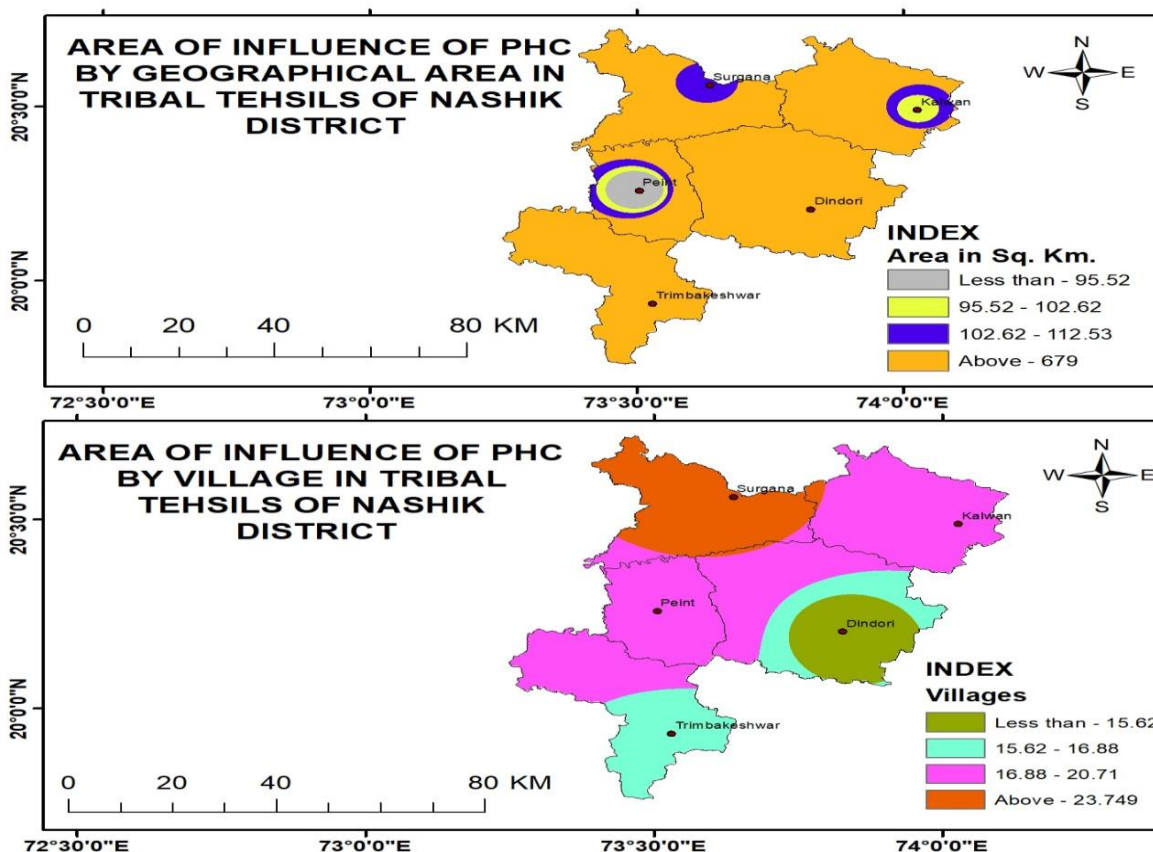 AREA OF INFLUENCE OF PHC
BY GEOGRAPHICAL AREA IN
TRIBAL TEHSILS OF NASHIK
DISTRICT
N
W E
S
20°30'0"N
20°0'0"N
Surgana
Kalwan
Peint
Dindori
Trimbakeshwar
0 20 40 80 KM
INDEX
Area in Sq. Km.
Less than - 95.52
95.52 - 102.62
102.62 - 112.53
Above - 679
72°30'0"E 73°0'0"E 73°30'0"E 74°0'0"E
AREA OF INFLUENCE OF PHC
BY VILLAGE IN TRIBAL
TEHSILS OF NASHIK
DISTRICT
N
W E
S
20°30'0"N
20°0'0"N
Surgana
Kalwan
Peint
Dindori
Trimbakeshwar
0 20 40 80 KM
INDEX
Villages
Less than - 15.62
15.62 - 16.88
16.88 - 20.71
Above - 23.749
72°30'0"E 73°0'0"E 73°30'0"E 74°0'0"E